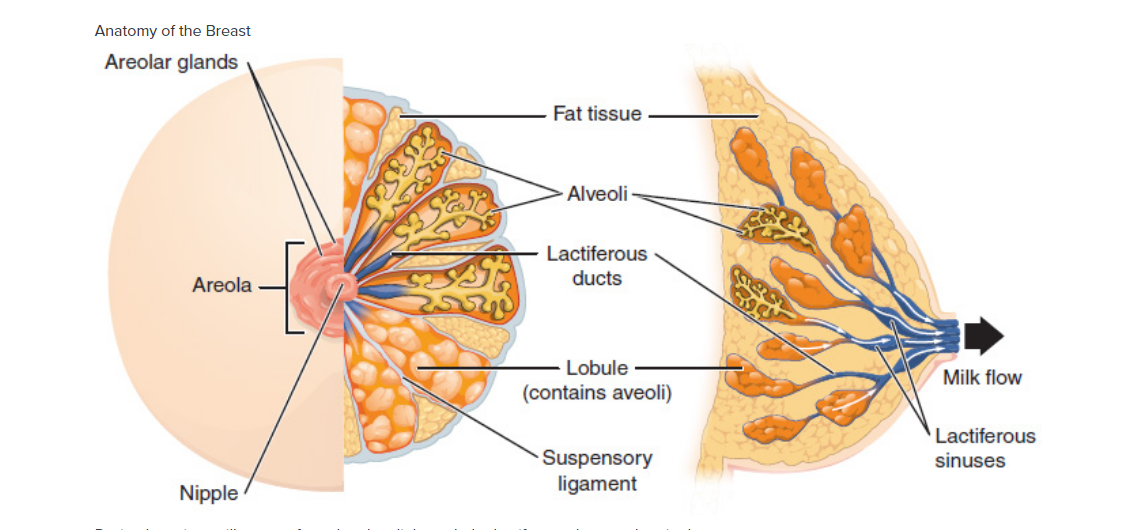 Anatomy of the Breast
Areolar glands
Fat tissue
Alveoli
Lactiferous
ducts
Areola
Lobule
(contains aveoli)
Milk flow
Lactiferous
sinuses
Suspensory
ligament
Nipple